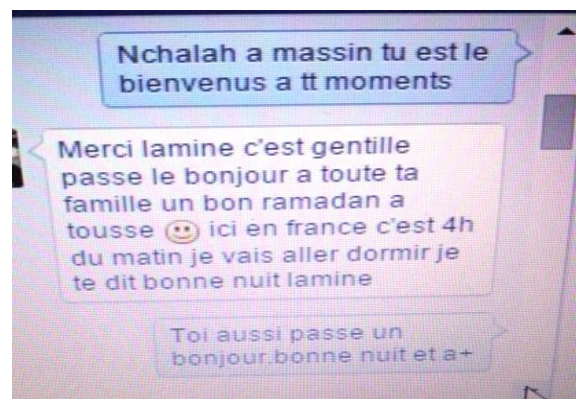 Nchalah a massin tu est le
bienvenus a tt moments
Merci lamine c'est gentille
passe le bonjour a toute ta
famille un bon ramadan a
tousse 🙂 ici en france c'est 4h
du matin je vais aller dormir je
te dit bonne nuit lamine
Toi aussi passe un
bonjour,bonne nuit et a+